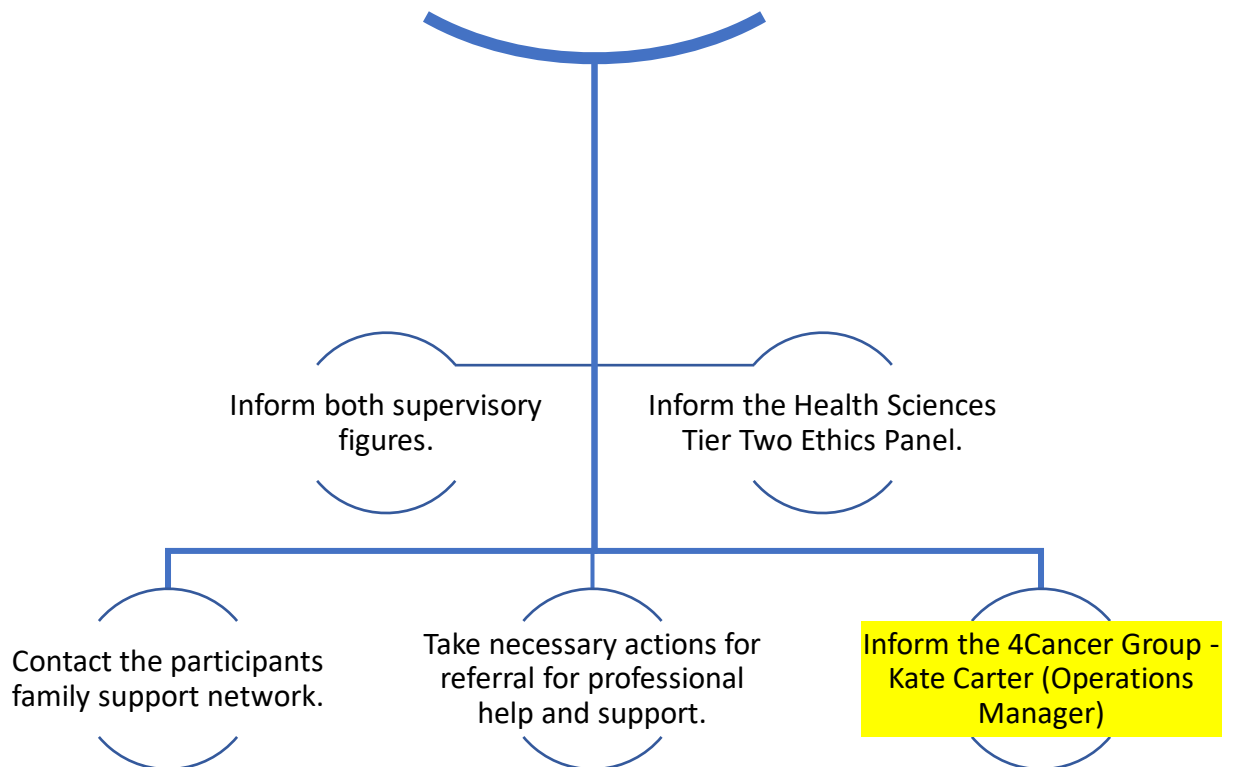 Inform both supervisory
figures.
Inform the Health Sciences
Tier Two Ethics Panel.
Contact the participants
family support network.
Take necessary actions for
referral for professional
help and support.
Inform the 4Cancer Group -
Kate Carter (Operations
Manager)